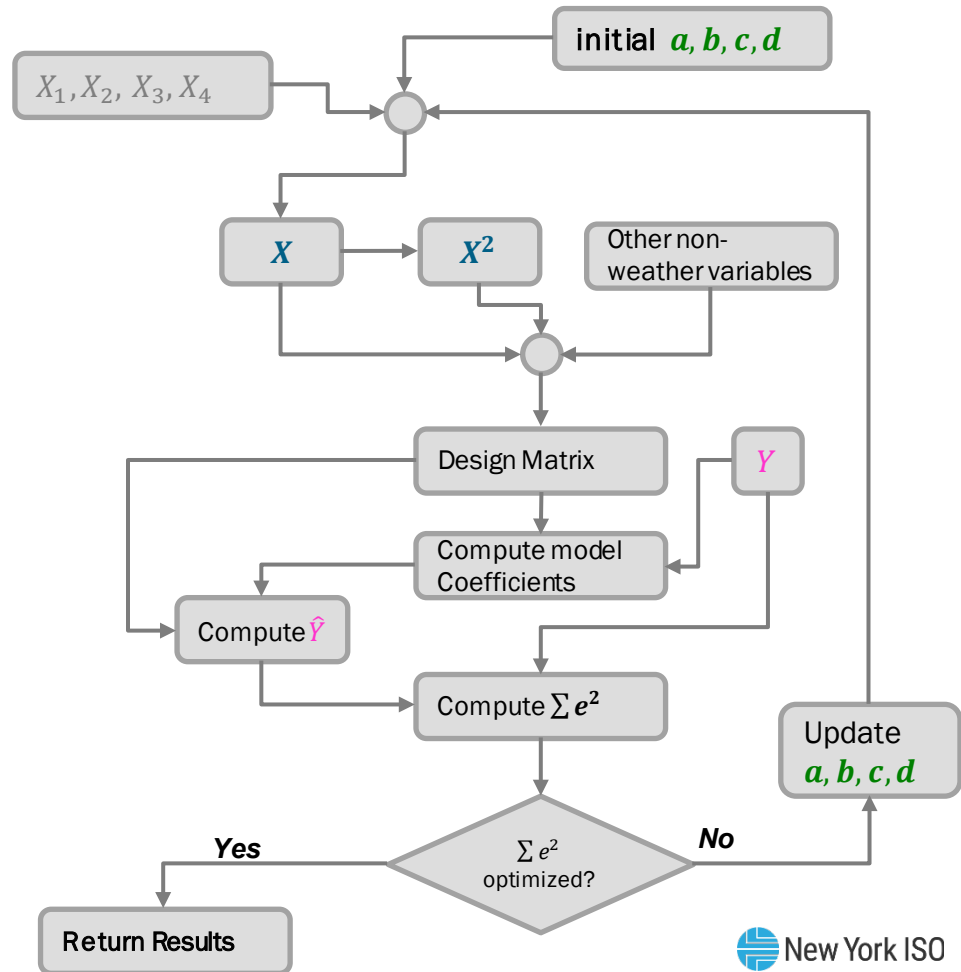 initial a, b, c, d
X₁, X₂, X₃, X₄
X
X²
Other non-
weather variables
Design Matrix
Y
Compute model
Coefficients
Compute Ŷ
Compute ∑ e²
Update
a, b, c, d
Yes
No
∑ e²
optimized?
Return Results
New York ISO